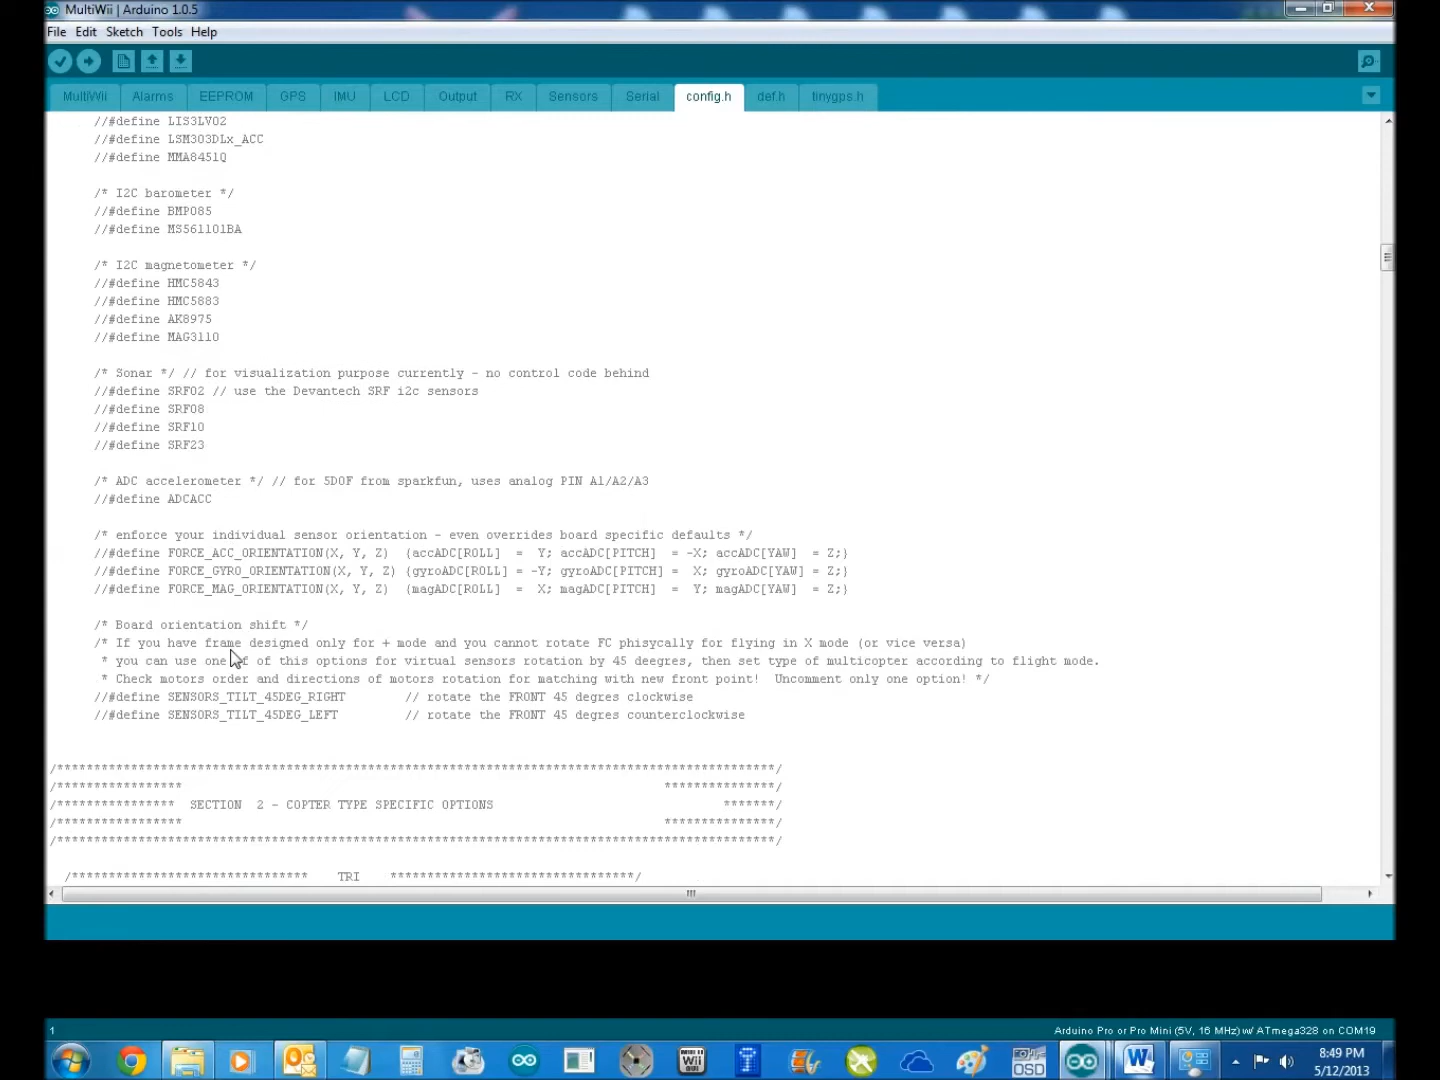 MultiWii | Arduino 1.0.5
File Edit Sketch Tools Help
MultiWii Alarms EEPROM GPS IMU LCD Output RX Sensors Serial config.h def.h tinygps.h
//#define LIS3LV02
//#define LSM303DLx_ACC
//#define MMA8451Q
/* I2C barometer */
//#define BMP085
//#define MS561101BA
/* I2C magnetometer */
//#define HMC5843
//#define HMC5883
//#define AK8975
//#define MAG3110
/* Sonar */ // for visualization purpose currently - no control code behind
//#define SRF02 // use the Devantech SRF i2c sensors
//#define SRF08
//#define SRF10
//#define SRF23
/* ADC accelerometer */ // for 5DOF from sparkfun, uses analog PIN A1/A2/A3
//#define ADCACC
/* enforce your individual sensor orientation - even overrides board specific defaults */
//#define FORCE_ACC_ORIENTATION(X, Y, Z) {accADC[ROLL] = Y; accADC[PITCH] = -X; accADC[YAW] = Z;}
//#define FORCE_GYRO_ORIENTATION(X, Y, Z) {gyroADC[ROLL] = -Y; gyroADC[PITCH] = X; gyroADC[YAW] = Z;}
//#define FORCE_MAG_ORIENTATION(X, Y, Z) {magADC[ROLL] = X; magADC[PITCH] = Y; magADC[YAW] = Z;}
/* Board orientation shift */
/* If you have frame designed only for + mode and you cannot rotate FC phisycally for flying in X mode (or vice versa)
* you can use one of of this options for virtual sensors rotation by 45 deegres, then set type of multicopter according to flight mode.
* Check motors order and directions of motors rotation for matching with new front point! Uncomment only one option! */
//#define SENSORS_TILT_45DEG_RIGHT // rotate the FRONT 45 degres clockwise
//#define SENSORS_TILT_45DEG_LEFT // rotate the FRONT 45 degres counterclockwise
/*************************************************************************************************/
/***************** ***************/
/**************** SECTION 2 - COPTER TYPE SPECIFIC OPTIONS *******/
/***************** ***************/
/*************************************************************************************************/
/******************************** TRI *********************************/
1 Arduino Pro or Pro Mini (5V, 16 MHz) w/ ATmega328 on COM19
Wii
OSD
8:49 PM
5/12/2013